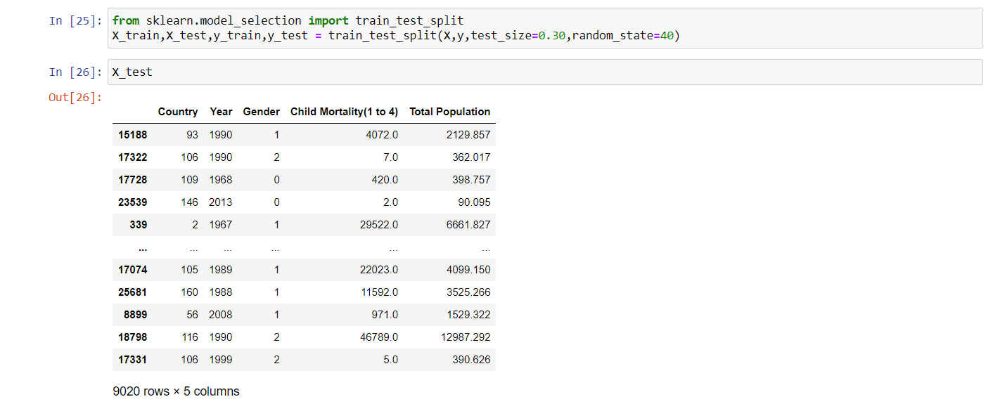 In [25]: from sklearn.model_selection import train_test_split
X_train,X_test,y_train,y_test = train_test_split(X,y,test_size=0.30,random_state=40)
In [26]: X_test
Out[26]:
Country Year Gender Child Mortality(1 to 4) Total Population
15188 93 1990 1 4072.0 2129.857
17322 106 1990 2 7.0 362.017
17728 109 1968 0 420.0 398.757
23539 146 2013 0 2.0 90.095
339 2 1967 1 29522.0 6661.827
... ... ... ... ... ...
17074 105 1989 1 22023.0 4099.150
25681 160 1988 1 11592.0 3525.266
8899 56 2008 1 971.0 1529.322
18798 116 1990 2 46789.0 12987.292
17331 106 1999 2 5.0 390.626
9020 rows × 5 columns